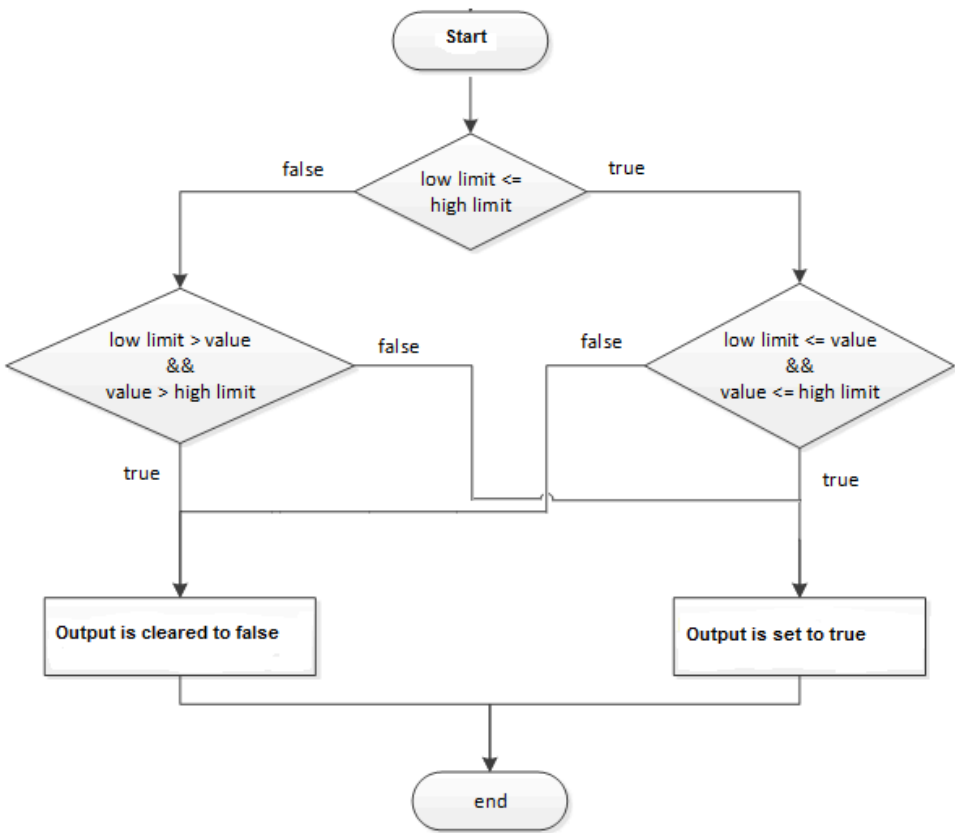 Start
false
true
low limit <=
high limit
low limit > value
&&
value > high limit
false
false
low limit <= value
&&
value <= high limit
true
true
Output is cleared to false
Output is set to true
end